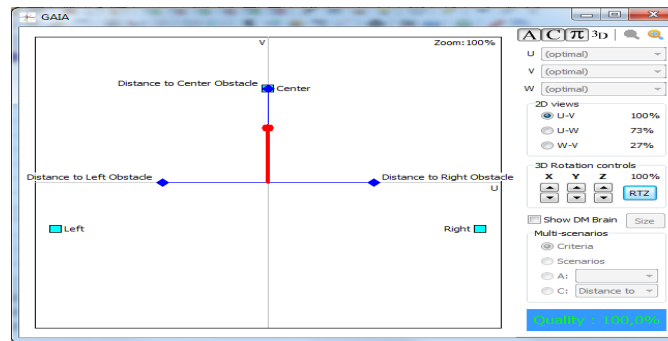 GAIA
V
Zoom: 100%
Distance to Center Obstacle
Center
Distance to Left Obstacle
Distance to Right Obstacle
U
Left
Right
A C π 3D
U (optimal)
V (optimal)
W (optimal)
2D views
U-V 100%
U-W 73%
W-V 27%
3D Rotation controls
X Y Z 100%
RTZ
Show DM Brain Size
Multi-scenarios
Criteria
Scenarios
A:
C: Distance to
Quality : 100,0%